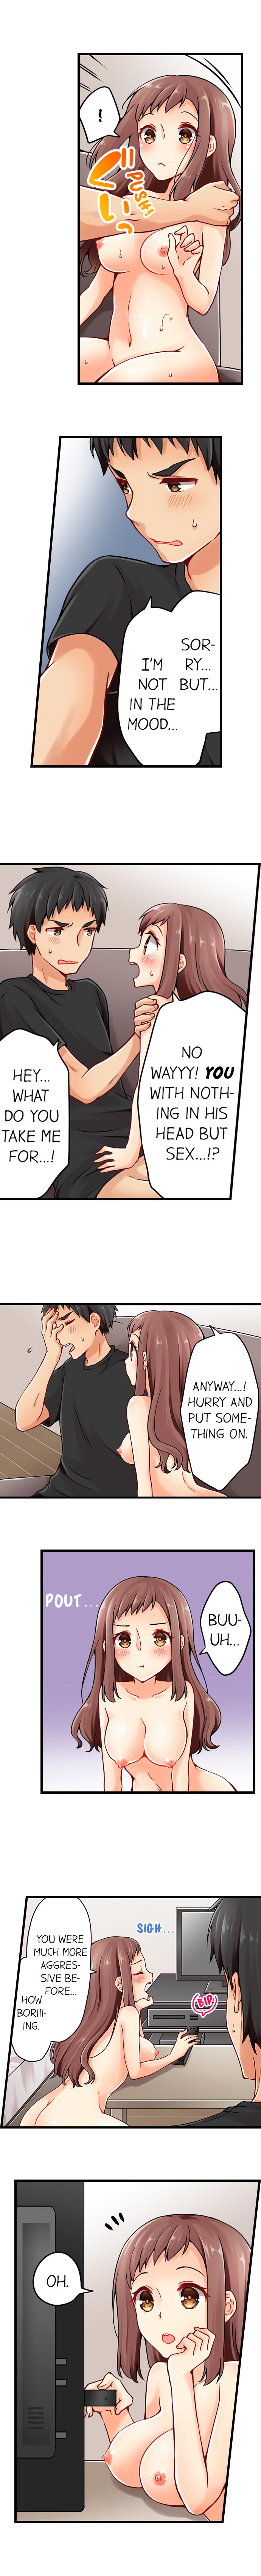 !
PUSH!
ぐいっ
SOR-
RY...
BUT...
I'M
NOT
IN THE
MOOD...
NO
WAYYY! YOU
WITH NOTH-
ING IN HIS
HEAD BUT
SEX...!?
HEY...
WHAT
DO YOU
TAKE ME
FOR...!
ANYWAY...!
HURRY AND
PUT SOME-
THING ON.
POUT...
BUU-
UH...
SIGH...
YOU WERE
MUCH MORE
AGGRES-
SIVE BE-
FORE...
HOW
BORIII-
ING.
BIP
OH.